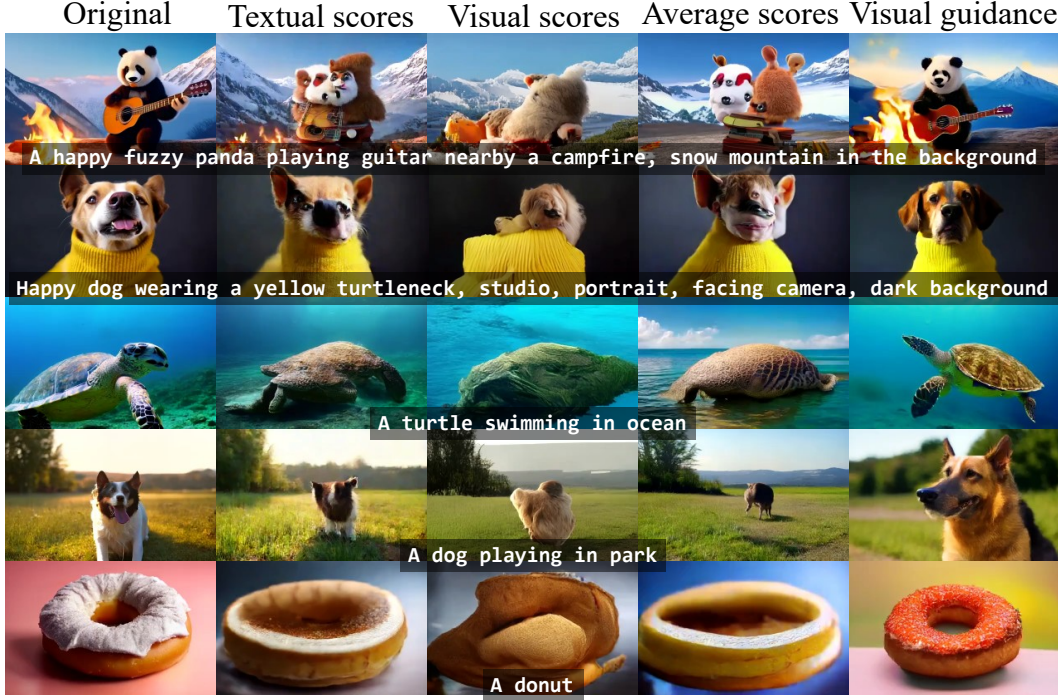 Original Textual scores Visual scores Average scores Visual guidance
A happy fuzzy panda playing guitar nearby a campfire, snow mountain in the background
Happy dog wearing a yellow turtleneck, studio, portrait, facing camera, dark background
A turtle swimming in ocean
A dog playing in park
A donut